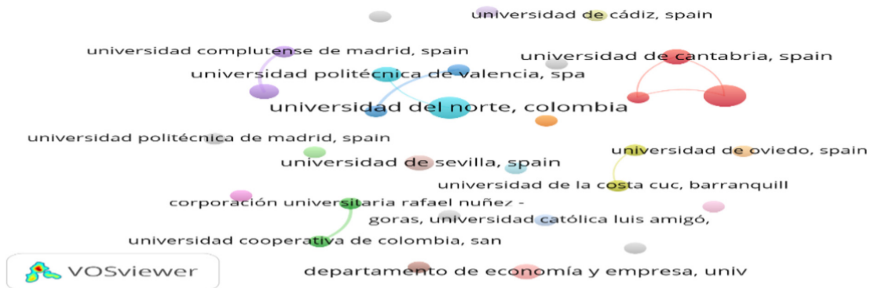 universidad de cádiz, spain
universidad complutense de madrid, spain
universidad de cantabria, spain
universidad politécnica de valencia, spa
universidad del norte, colombia
universidad politécnica de madrid, spain
universidad de oviedo, spain
universidad de sevilla, spain
universidad de la costa cuc, barranquill
corporación universitaria rafael nuñez -
goras, universidad católica luis amigó,
universidad cooperativa de colombia, san
departamento de economía y empresa, univ
VOSviewer